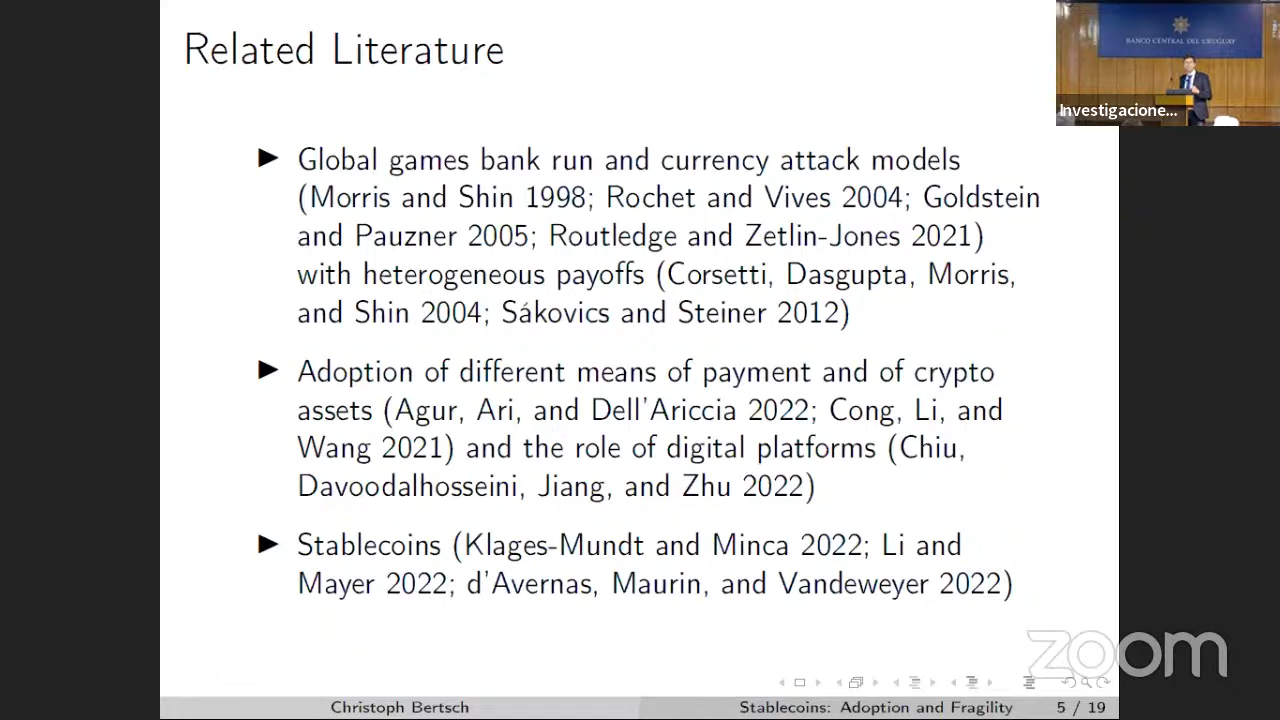 Related Literature
BANCO CENTRAL DEL URUGUAY
Investigacione...
► Global games bank run and currency attack models
(Morris and Shin 1998; Rochet and Vives 2004; Goldstein
and Pauzner 2005; Routledge and Zetlin-Jones 2021)
with heterogeneous payoffs (Corsetti, Dasgupta, Morris,
and Shin 2004; Sákovics and Steiner 2012)
► Adoption of different means of payment and of crypto
assets (Agur, Ari, and Dell'Ariccia 2022; Cong, Li, and
Wang 2021) and the role of digital platforms (Chiu,
Davoodalhosseini, Jiang, and Zhu 2022)
► Stablecoins (Klages-Mundt and Minca 2022; Li and
Mayer 2022; d'Avernas, Maurin, and Vandeweyer 2022)
zoom
Christoph Bertsch
Stablecoins: Adoption and Fragility
5 / 19